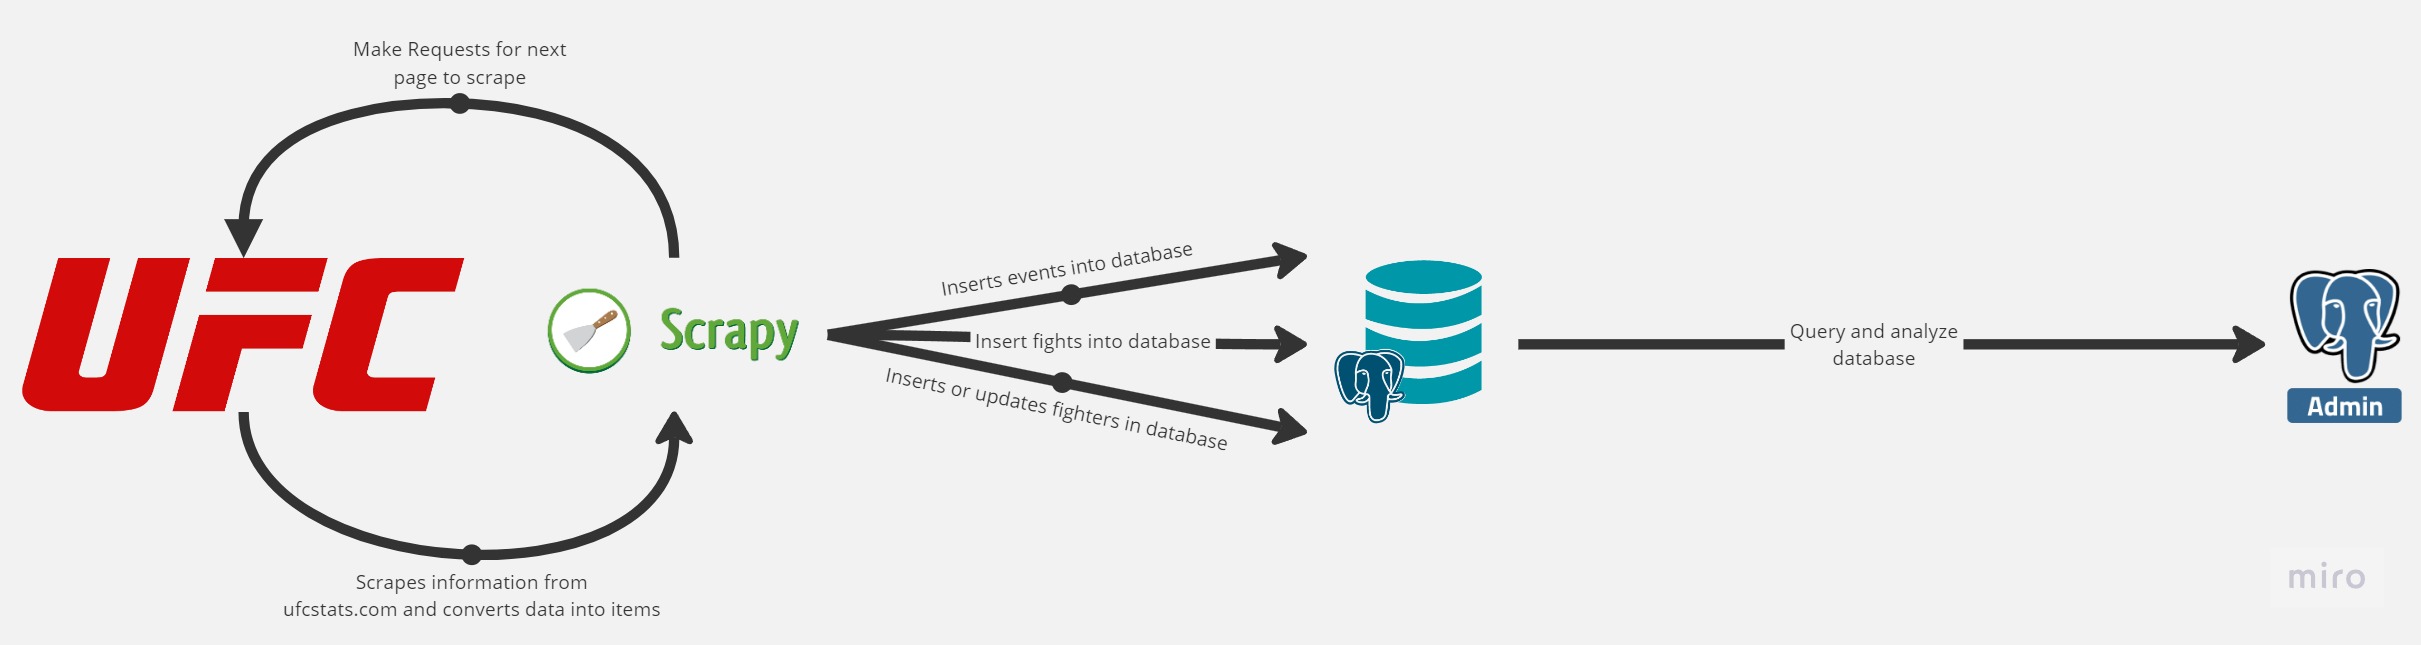 Make Requests for next
page to scrape
UFC
Scrapy
Scrapes information from
ufcstats.com and converts data into items
Inserts events into database
Insert fights into database
Inserts or updates fighters in database
Query and analyze
database
Admin
miro